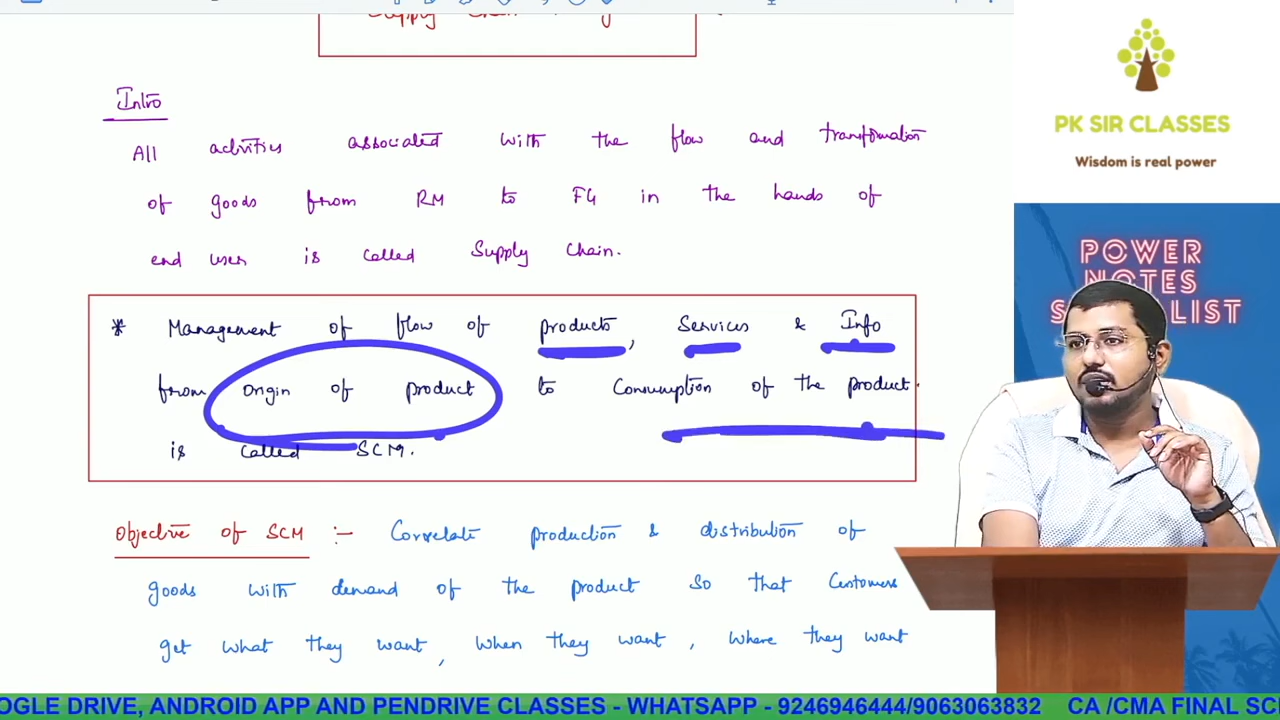 Supply Chain
Intro
All activities associated with the flow and transformation
of goods from RM to FG in the hands of
end user is called Supply Chain.
* Management of flow of products, Services & Info
from Origin of product to Consumption of the product.
is called SCM.
Objective of SCM :- Correlate production & distribution of
goods with demand of the product so that Customers
get what they want, when they want, where they want
PK SIR CLASSES
Wisdom is real power
POWER
NOTES
S LIST
OGLE DRIVE, ANDROID APP AND PENDRIVE CLASSES - WHATSAPP - 9246946444/9063063832 CA /CMA FINAL SC